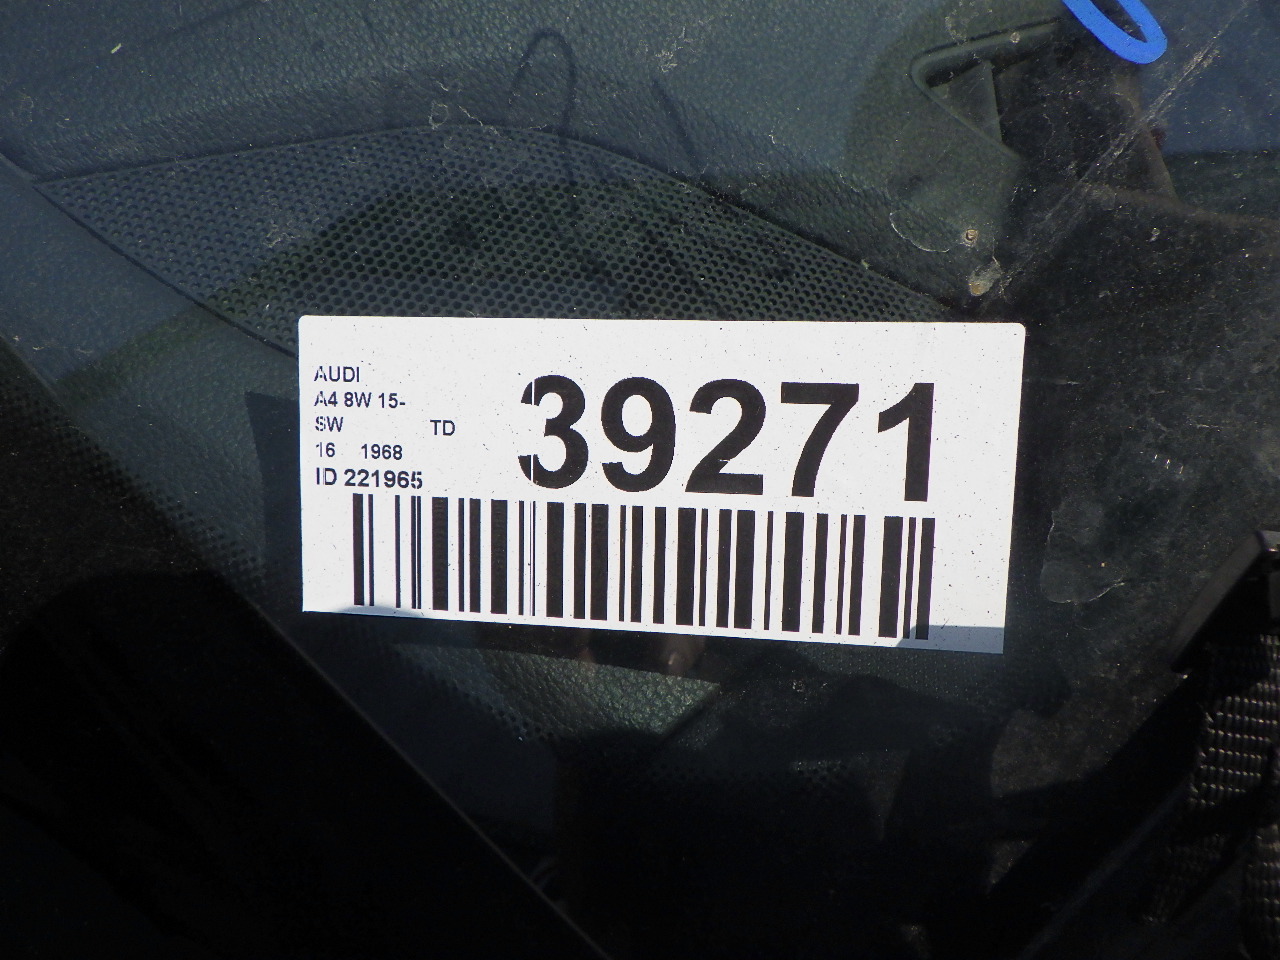 AUDI
A4 8W 15-
SW TD
16 1968
ID 221965
39271